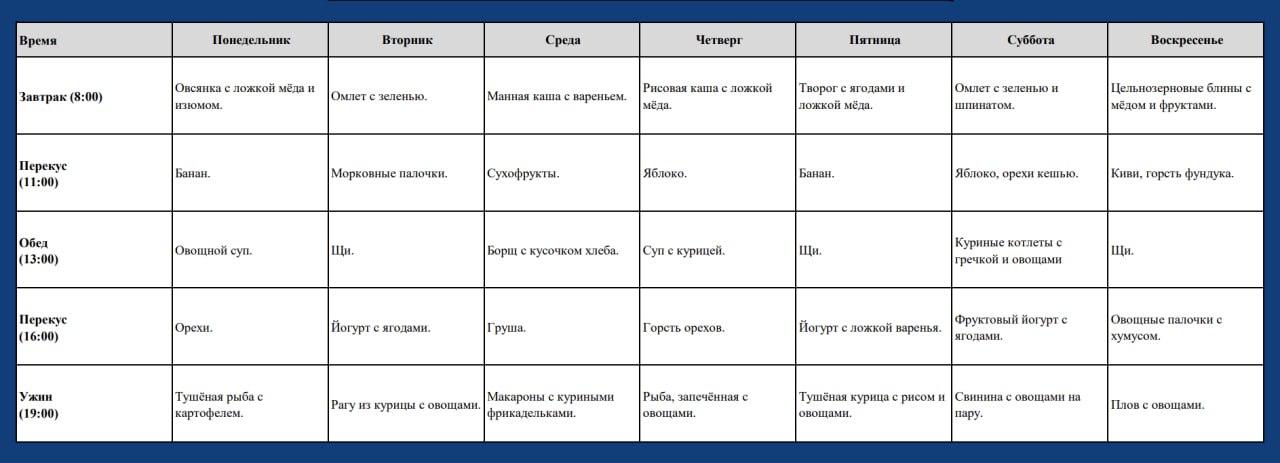 Время Понедельник Вторник Среда Четверг Пятница Суббота Воскресенье
Завтрак (8:00)
Овсянка с ложкой мёда и
изюмом.
Омлет с зеленью.
Манная каша с вареньем.
Рисовая каша с ложкой
мёда.
Творог с ягодами и
ложкой мёда.
Омлет с зеленью и
шпинатом.
Цельнозерновые блины с
мёдом и фруктами.
Перекус
(11:00)
Банан.
Морковные палочки.
Сухофрукты.
Яблоко.
Банан.
Яблоко, орехи кешью.
Киви, горсть фундука.
Обед
(13:00)
Овощной суп.
Щи.
Борщ с кусочком хлеба.
Суп с курицей.
Щи.
Куриные котлеты с
гречкой и овощами
Щи.
Перекус
(16:00)
Орехи.
Йогурт с ягодами.
Груша.
Горсть орехов.
Йогурт с ложкой варенья.
Фруктовый йогурт с
ягодами.
Овощные палочки с
хумусом.
Ужин
(19:00)
Тушёная рыба с
картофелем.
Рагу из курицы с овощами.
Макароны с куриными
фрикадельками.
Рыба, запечённая с
овощами.
Тушёная курица с рисом и
овощами.
Свинина с овощами на
пару.
Плов с овощами.